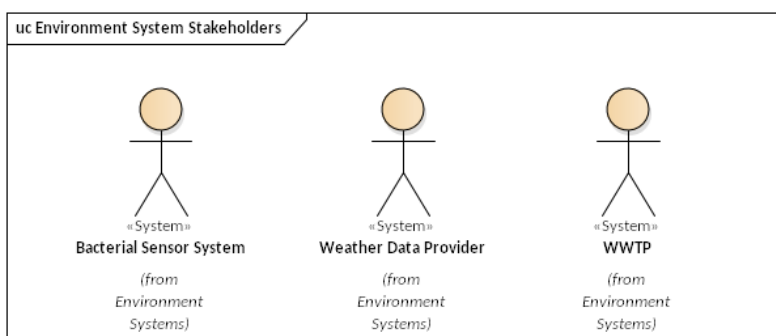 uc Environment System Stakeholders
«System» «System» «System»
Bacterial Sensor System Weather Data Provider WWTP
(from (from (from
Environment Environment Environment
Systems) Systems) Systems)